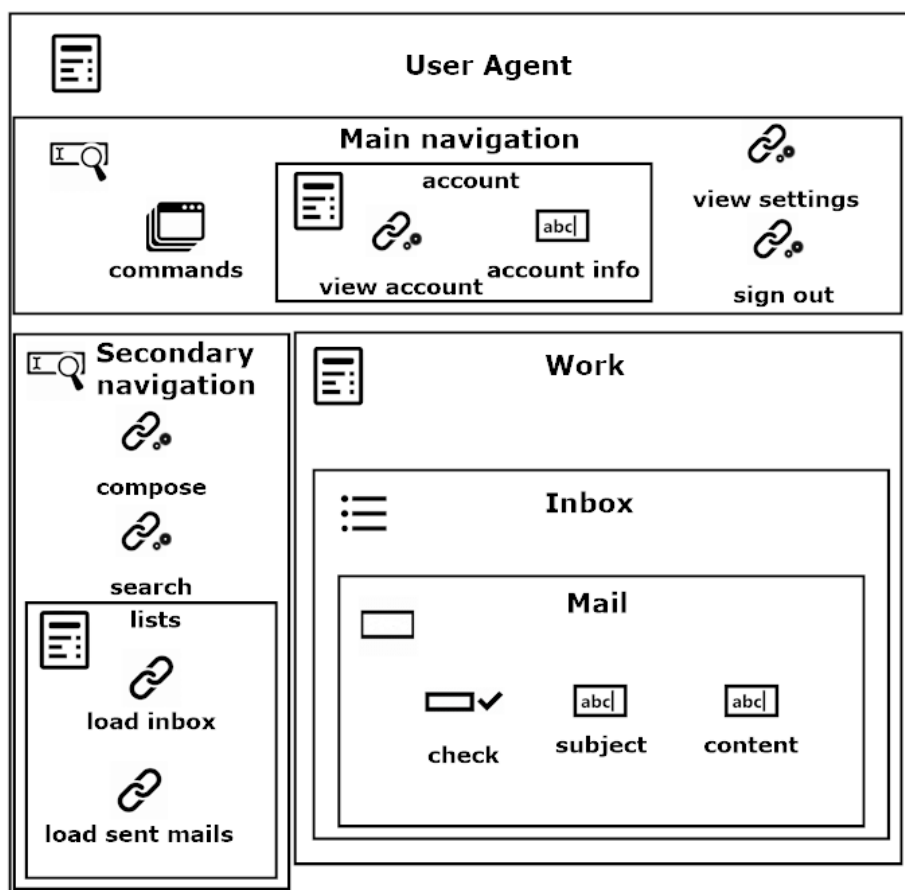 User Agent
Main navigation
account
view settings
commands
abc|
view account
account info
sign out
Secondary
navigation
compose
search
lists
load inbox
load sent mails
Work
Inbox
Mail
abc|
abc|
check
subject
content